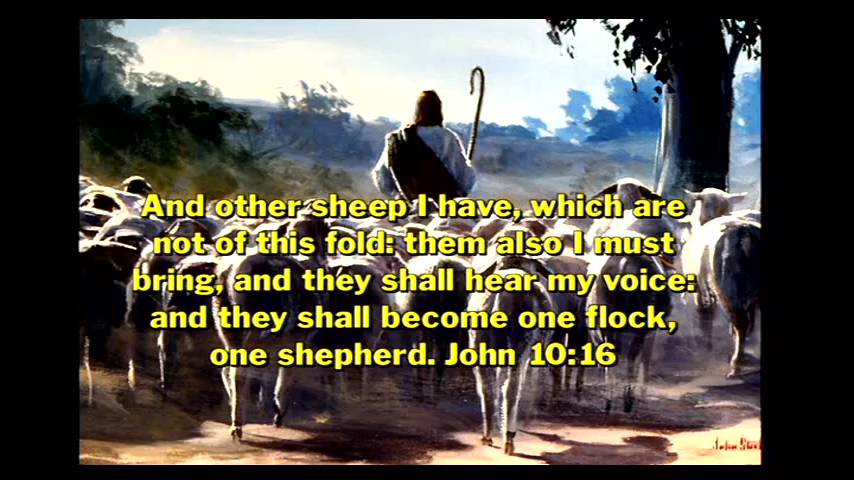 And other sheep I have, which are
not of this fold: them also I must
bring, and they shall hear my voice:
and they shall become one flock,
one shepherd. John 10:16